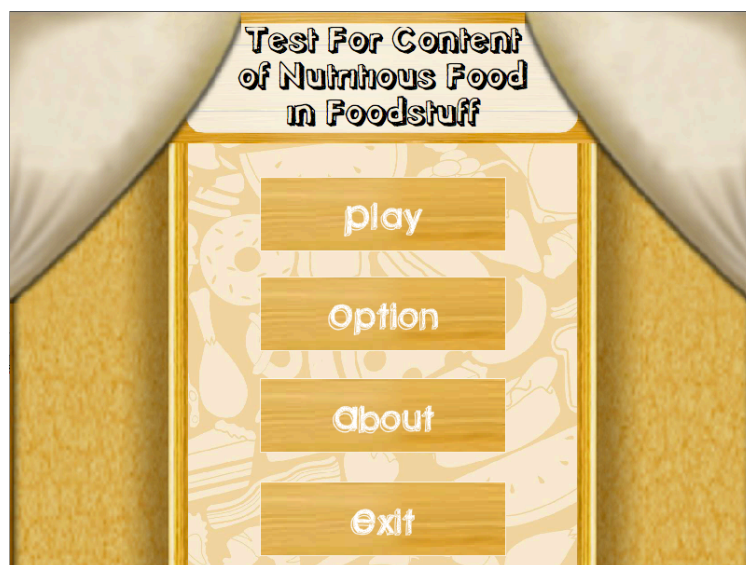 Test For Content
of Nutritious Food
in Foodstuff
Play
Option
About
Exit